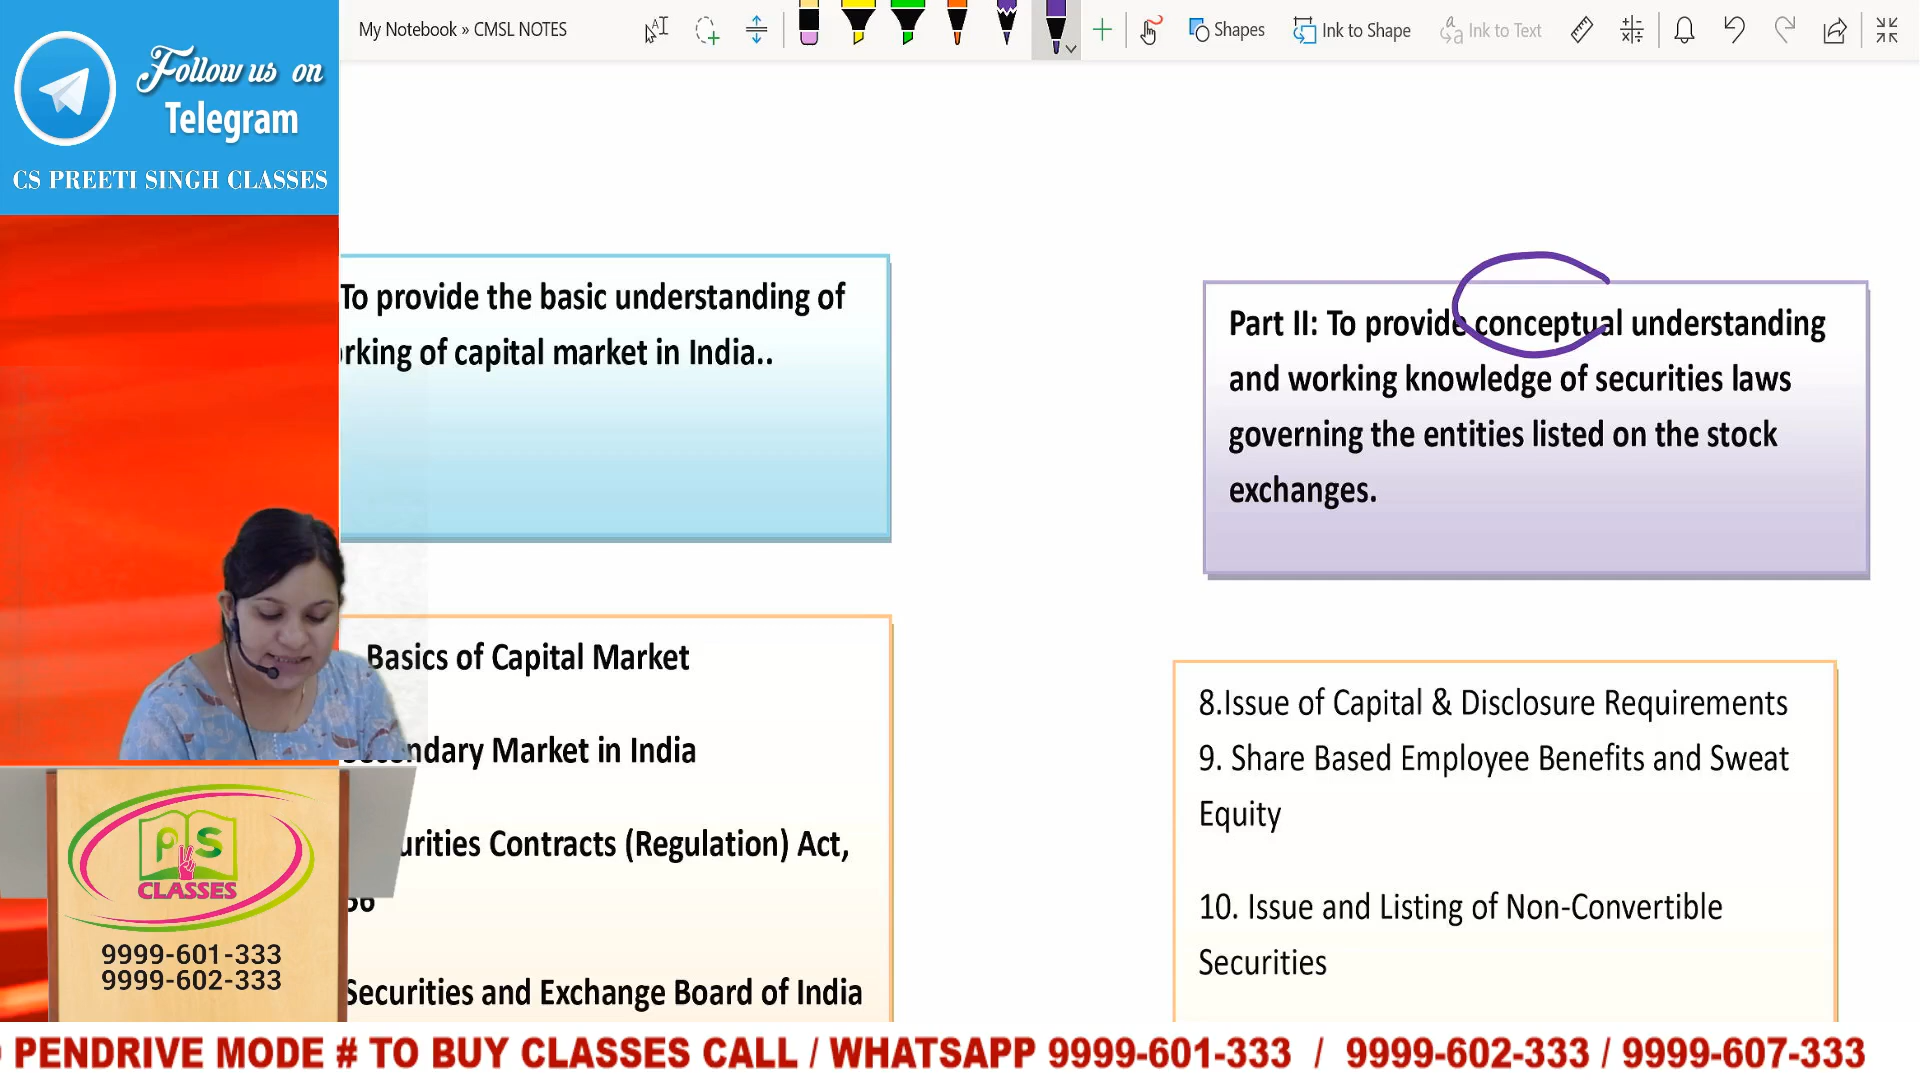 Follow us on
Telegram
CS PREETI SINGH CLASSES
My Notebook » CMSL NOTES
Shapes
Ink to Shape
Ink to Text
To provide the basic understanding of
of capital market in India..
Part II: To provide conceptual understanding
and working knowledge of securities laws
governing the entities listed on the stock
exchanges.
Basics of Capital Market
Market in India
Contracts (Regulation) Act,
Securities and Exchange Board of India
8.Issue of Capital & Disclosure Requirements
9. Share Based Employee Benefits and Sweat
Equity
10. Issue and Listing of Non-Convertible
Securities
PS
CLASSES
9999-601-333
9999-602-333
PENDRIVE MODE # TO BUY CLASSES CALL / WHATSAPP 9999-601-333 / 9999-602-333 / 9999-607-333